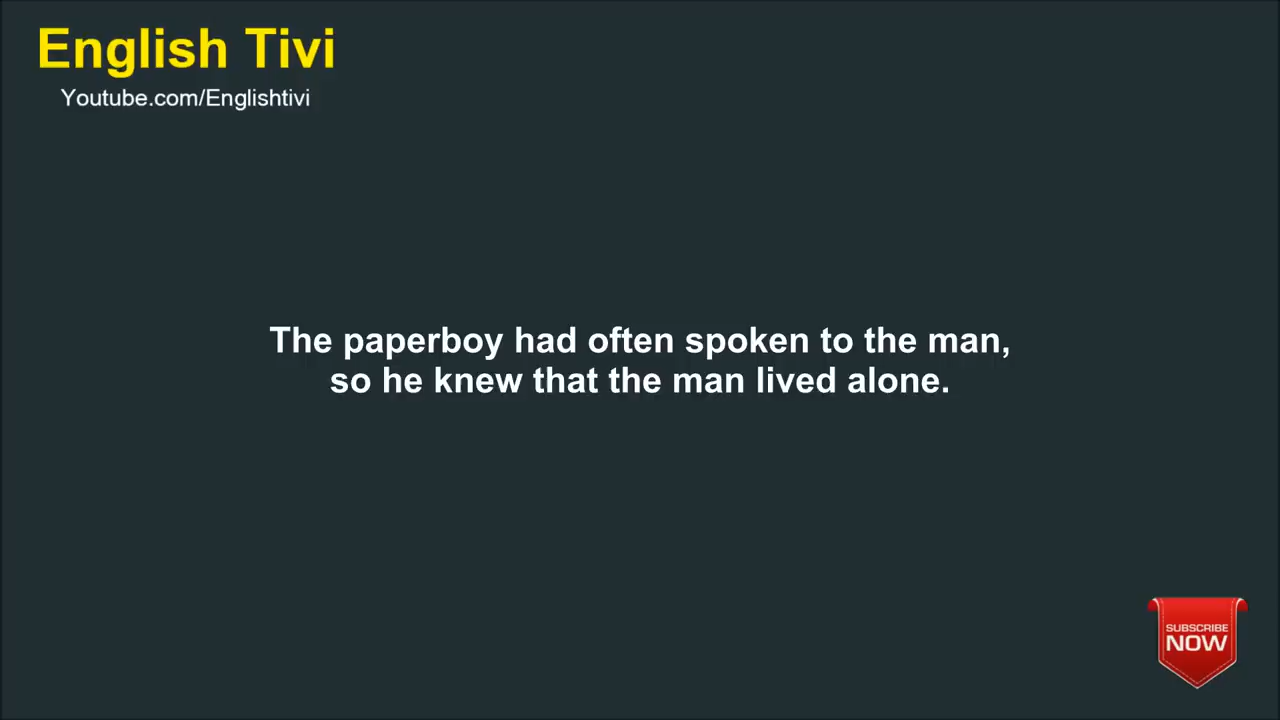 English Tivi
Youtube.com/Englishtivi
The paperboy had often spoken to the man,
so he knew that the man lived alone.
SUBSCRIBE
NOW